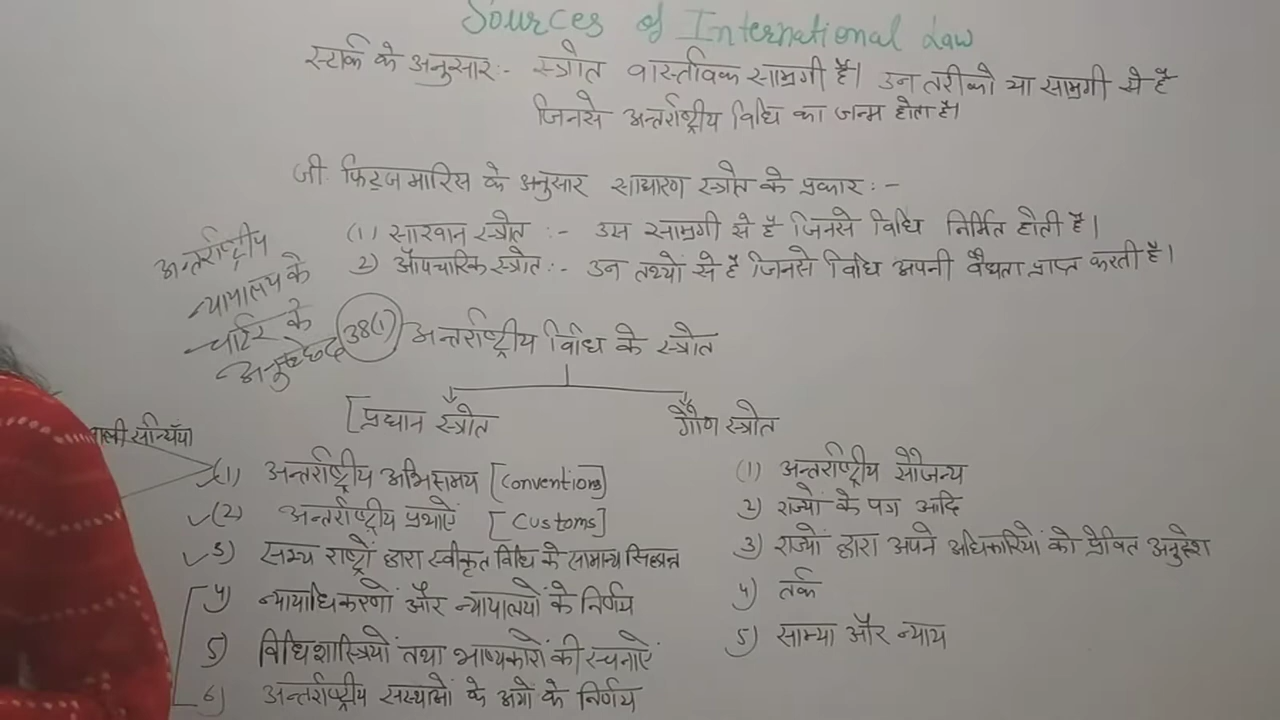 Sources of International Law
स्टार्क के अनुसार:- स्त्रोत वास्तविक सामग्री है। उन तरीको या सामग्री से है
जिनसे अन्तर्राष्ट्रीय विधि का जन्म होता है।
जी. फिट्ज मारिस के अनुसार साधारण स्त्रोत के प्रकार :-
(1) सारवान स्त्रोत :- उस सामग्री से है जिनसे विधि निर्मित होती है।
2) औपचारिक स्त्रोत:- उन तथ्यों से है जिनसे विधि अपनी वैधता प्राप्त करती है।
अन्तर्राष्ट्रीय
न्यायालय के
चार्टर के
अनुच्छेद 38(1) अन्तर्राष्ट्रीय विधि के स्त्रोत
[प्रधान स्त्रोत
गौण स्त्रोत
सन्धियाँ
(1) अन्तर्राष्ट्रीय अभिसमय [Conventions]
(2) अन्तर्राष्ट्रीय प्रथाएें [Customs]
3) सभ्य राष्ट्रों द्वारा स्वीकृत विधि के सामान्य सिद्धान्त
4) न्यायाधिकरणों और न्यायालयों के निर्णय
5) विधिशास्त्रियों तथा भाष्यकारों की रचनाएें
6) अन्तर्राष्ट्रीय संस्थाओं के अंगों के निर्णय
(1) अन्तर्राष्ट्रीय सौजन्य
2) राज्यों के पत्र आदि
3) राज्यों द्वारा अपने अधिकारियों को प्रेषित अनुदेश
4) तर्क
5) साम्या और न्याय